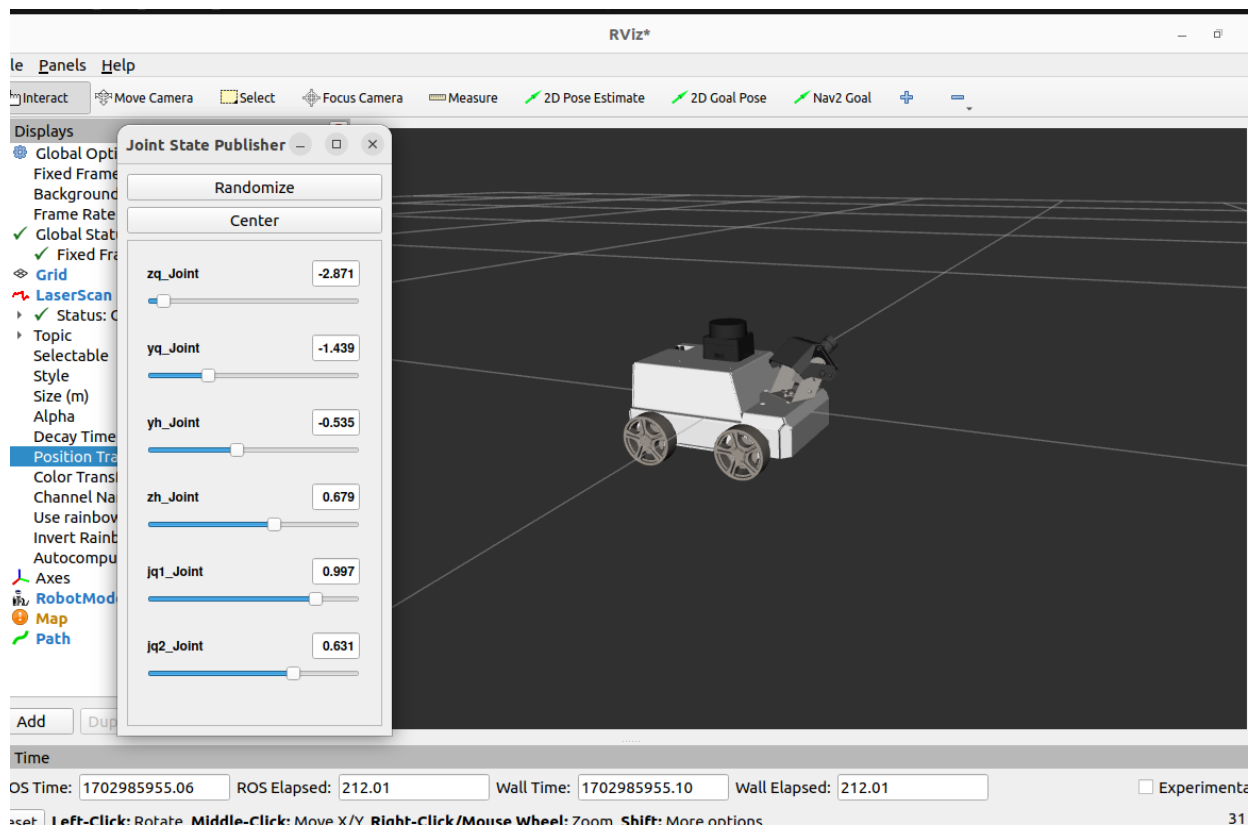 RViz*
le Panels Help
Interact Move Camera Select Focus Camera Measure 2D Pose Estimate 2D Goal Pose Nav2 Goal
Displays
Global Opti
Fixed Frame
Background
Frame Rate
Global Stat
Fixed Fra
Grid
LaserScan
Status: O
Topic
Selectable
Style
Size (m)
Alpha
Decay Time
Position Tra
Color Trans
Channel Na
Use rainbow
Invert Rainb
Autocompu
Axes
RobotMode
Map
Path
Add Dup
Joint State Publisher
Randomize
Center
zq_Joint -2.871
yq_Joint -1.439
yh_Joint -0.535
zh_Joint 0.679
jq1_Joint 0.997
jq2_Joint 0.631
Time
OS Time: 1702985955.06 ROS Elapsed: 212.01 Wall Time: 1702985955.10 Wall Elapsed: 212.01 Experimenta
eset Left-Click: Rotate. Middle-Click: Move X/Y. Right-Click/Mouse Wheel: Zoom. Shift: More options. 31